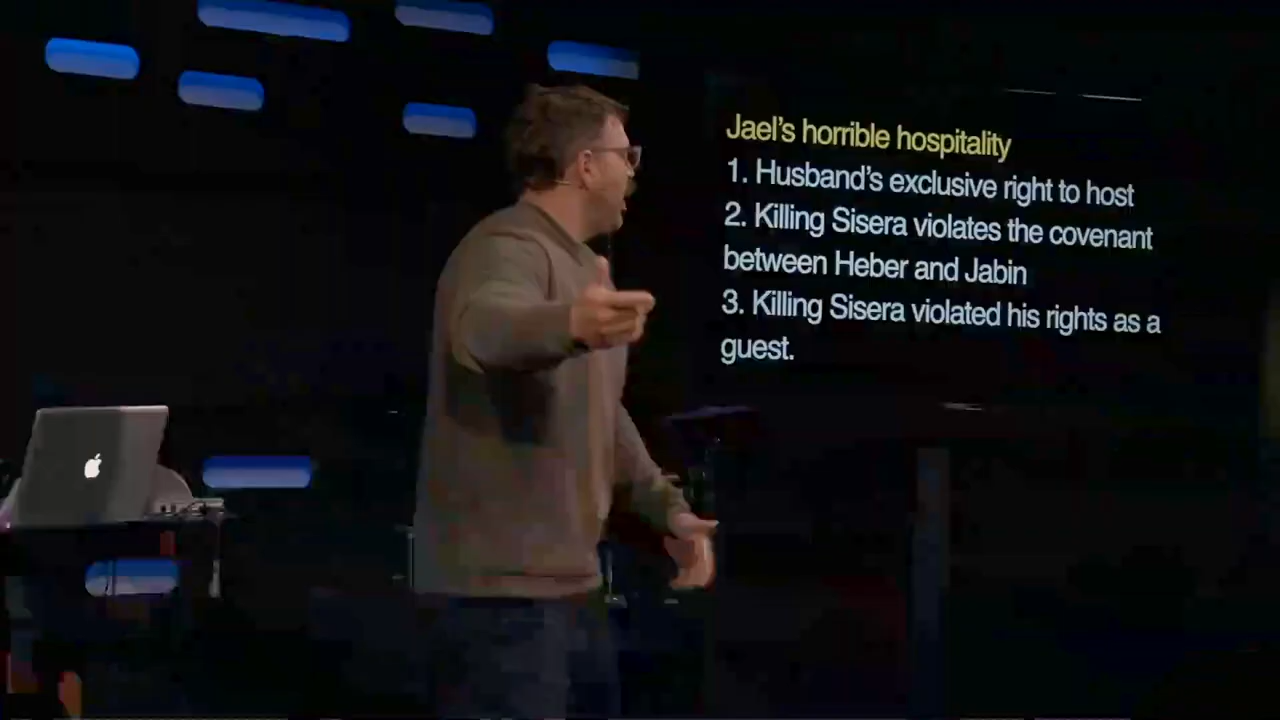 Jael's horrible hospitality
1. Husband's exclusive right to host
2. Killing Sisera violates the covenant
between Heber and Jabin
3. Killing Sisera violated his rights as a
guest.